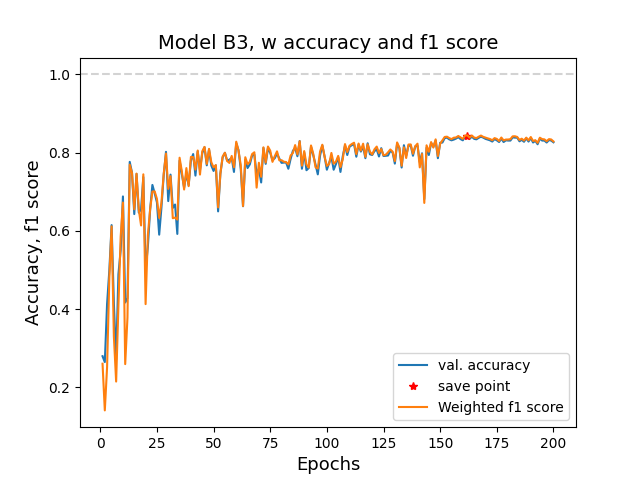 Model B3, w accuracy and f1 score
1.0
0.8
0.6
0.4
0.2
Accuracy, f1 score
val. accuracy
save point
Weighted f1 score
0 25 50 75 100 125 150 175 200
Epochs